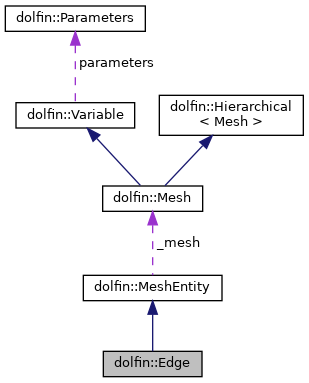 dolfin::Parameters
parameters
dolfin::Variable
dolfin::Hierarchical
< Mesh >
dolfin::Mesh
_mesh
dolfin::MeshEntity
dolfin::Edge